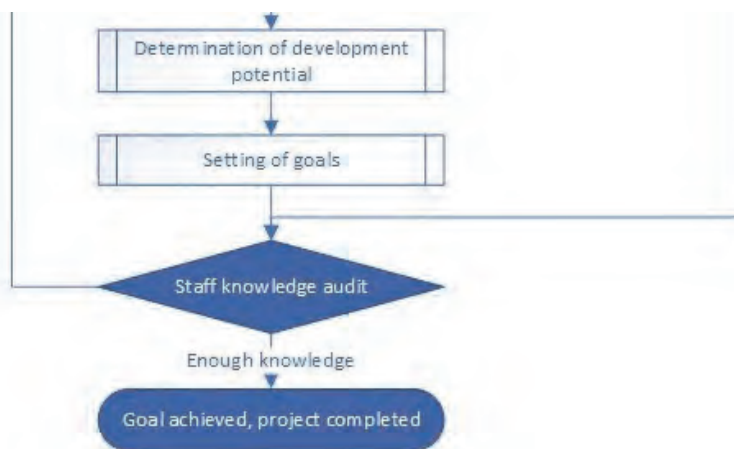 Determination of development
potential
Setting of goals
Staff knowledge audit
Enough knowledge
Goal achieved, project completed